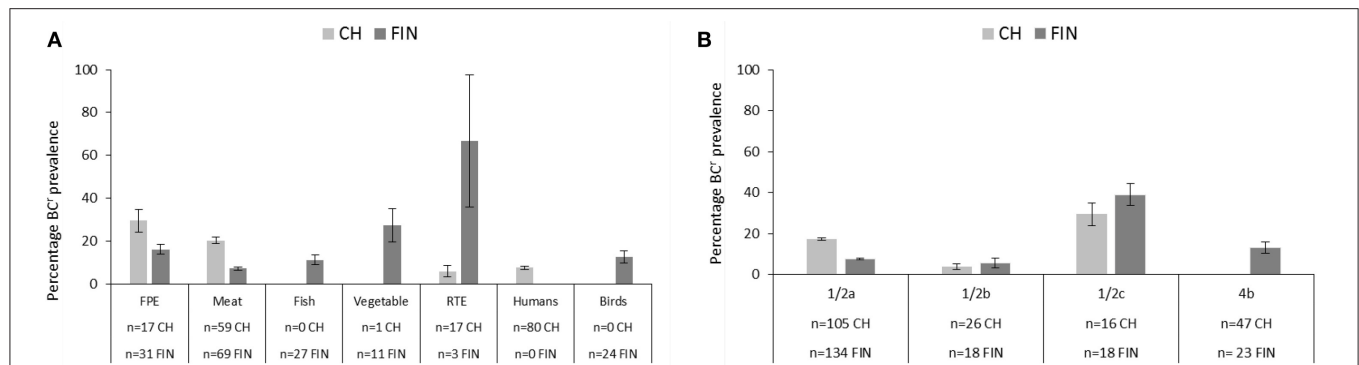 A
CH FIN
Percentage BCʳ prevalence
100
80
60
40
20
0
FPE Meat Fish Vegetable RTE Humans Birds
n=17 CH n=59 CH n=0 CH n=1 CH n=17 CH n=80 CH n=0 CH
n=31 FIN n=69 FIN n=27 FIN n=11 FIN n=3 FIN n=0 FIN n=24 FIN
B
CH FIN
Percentage BCʳ prevalence
100
80
60
40
20
0
1/2a 1/2b 1/2c 4b
n=105 CH n=26 CH n=16 CH n=47 CH
n=134 FIN n=18 FIN n=18 FIN n= 23 FIN